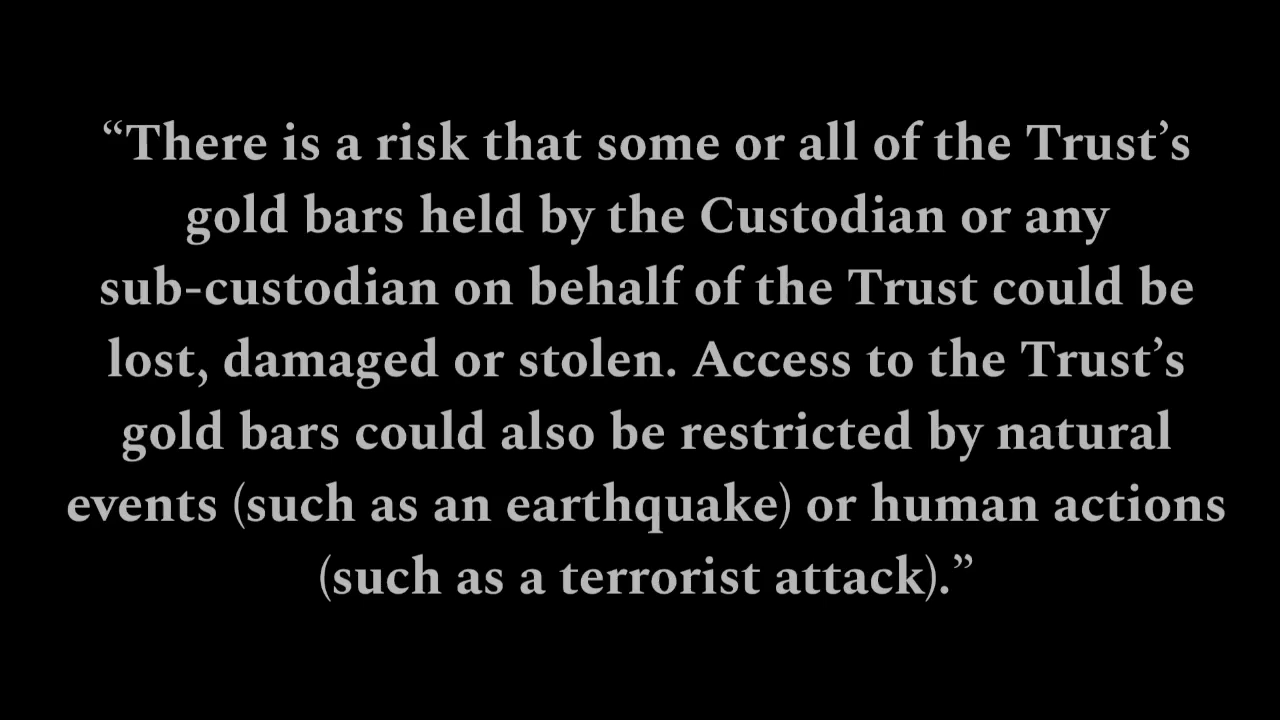 “There is a risk that some or all of the Trust’s
gold bars held by the Custodian or any
sub-custodian on behalf of the Trust could be
lost, damaged or stolen. Access to the Trust’s
gold bars could also be restricted by natural
events (such as an earthquake) or human actions
(such as a terrorist attack).”